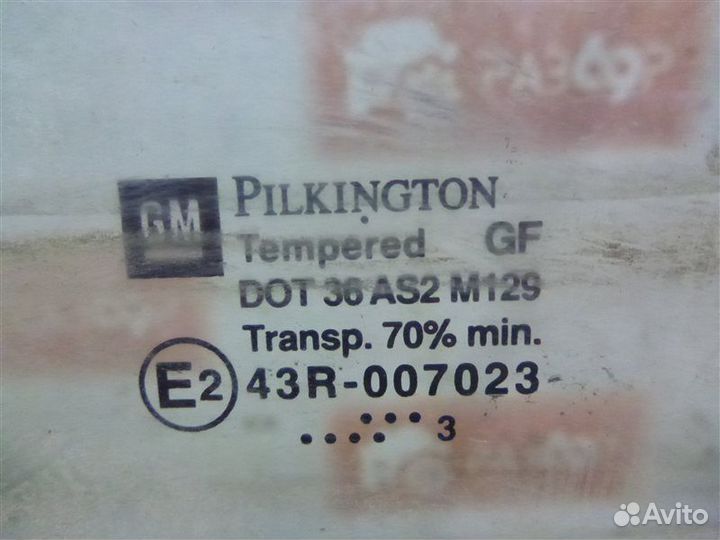 GM
PILKINGTON
Tempered GF
DOT 36 AS2 M129
Transp. 70% min.
E2 43R-007023
3
Avito